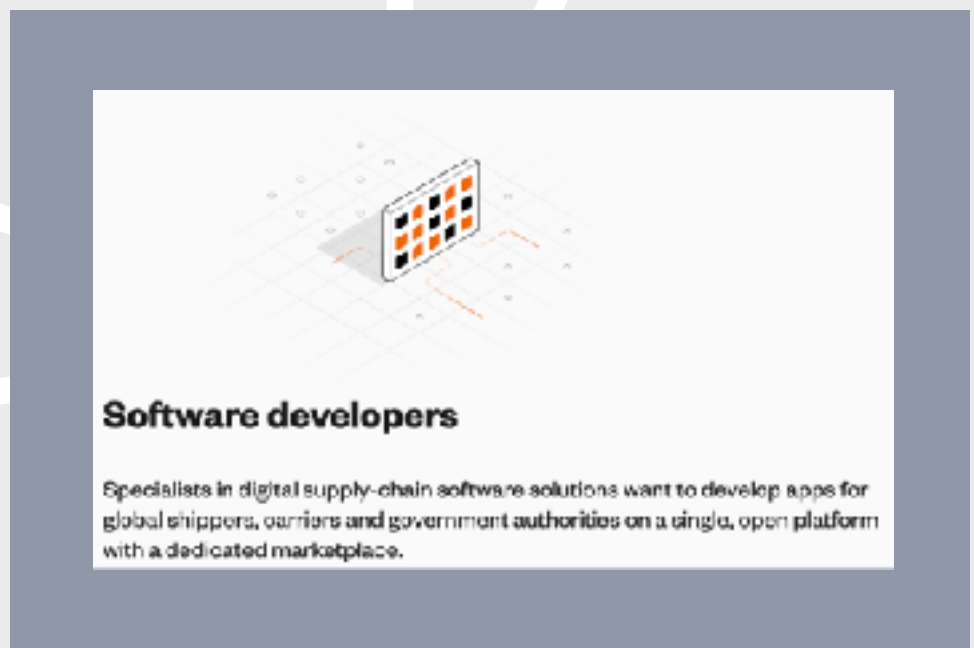 Software developers
Specialists in digital supply-chain software solutions want to develop apps for
global shippers, carriers and government authorities on a single, open platform
with a dedicated marketplace.